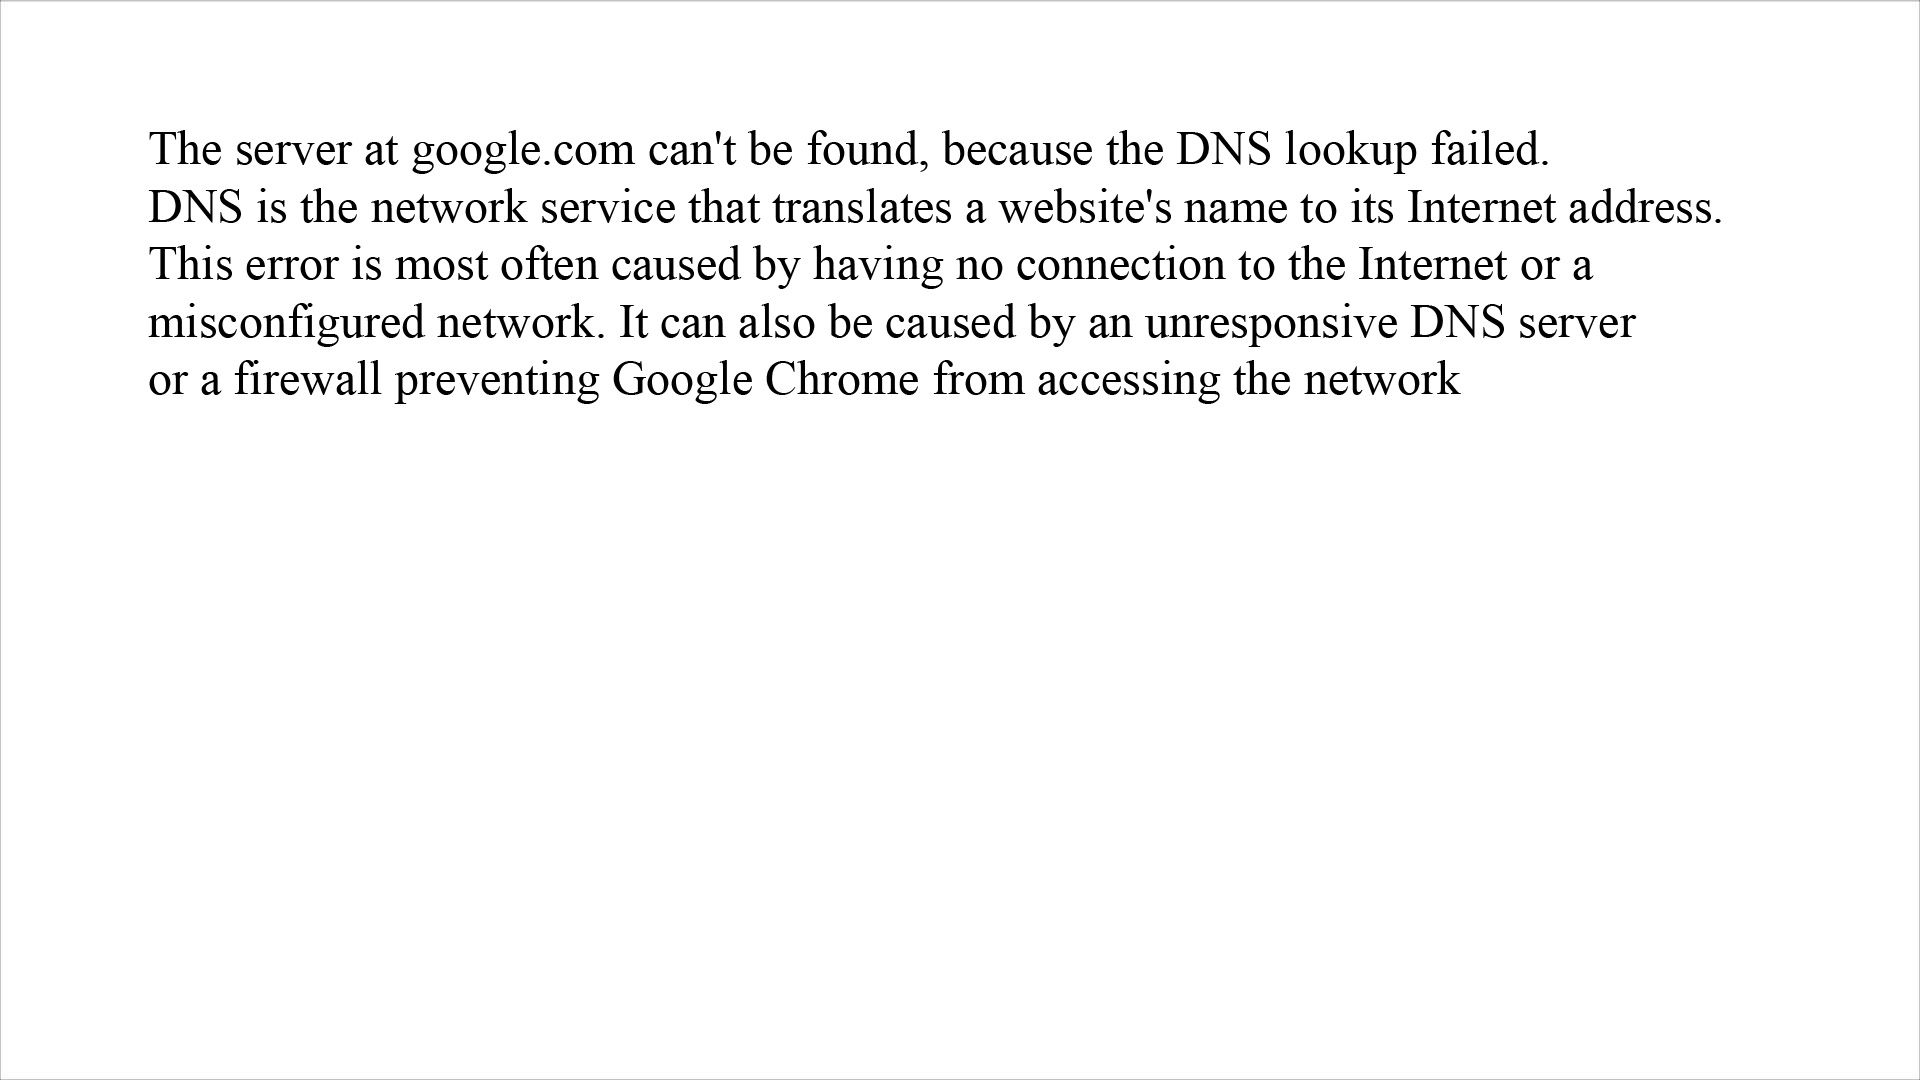 The server at google.com can't be found, because the DNS lookup failed.
DNS is the network service that translates a website's name to its Internet address.
This error is most often caused by having no connection to the Internet or a
misconfigured network. It can also be caused by an unresponsive DNS server
or a firewall preventing Google Chrome from accessing the network